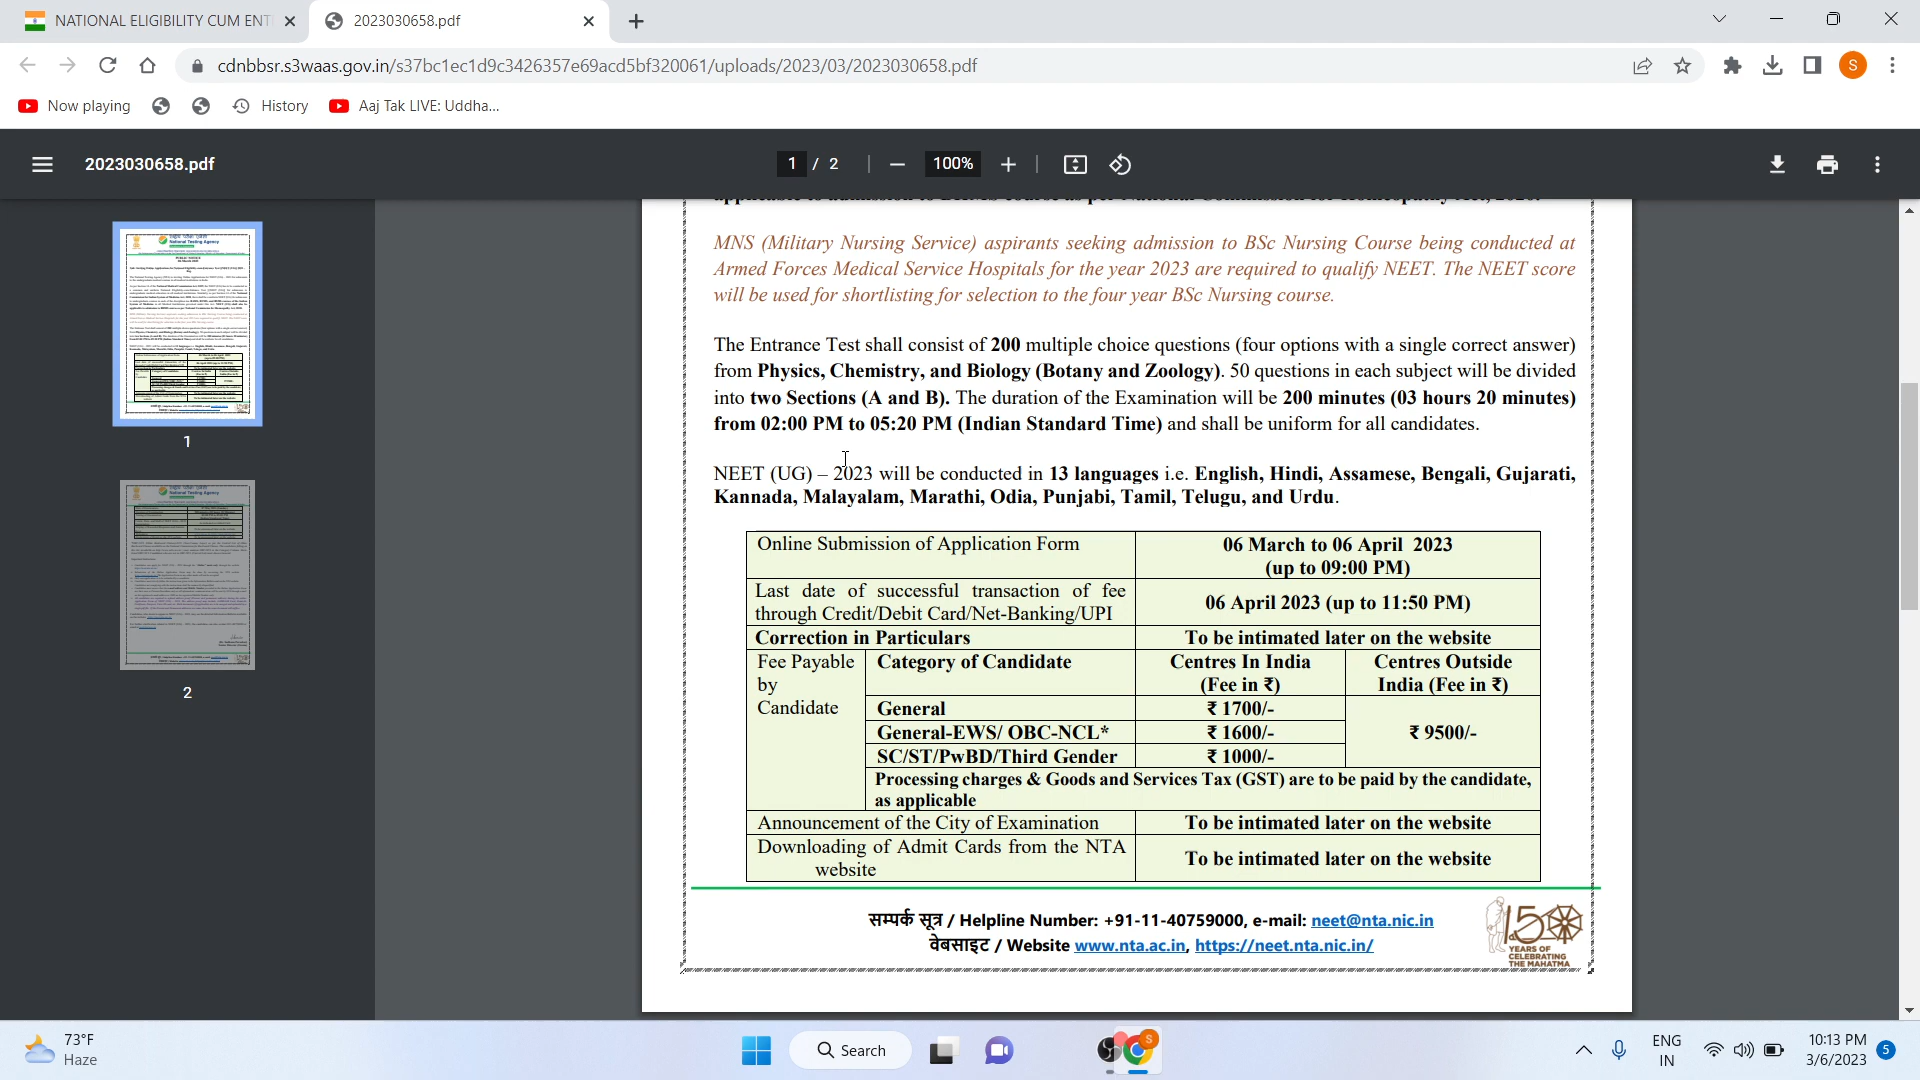 NATIONAL ELIGIBILITY CUM ENT
2023030658.pdf
cdnbbsr.s3waas.gov.in/s37bc1ec1d9c3426357e69acd5bf320061/uploads/2023/03/2023030658.pdf
S
Now playing
History
Aaj Tak LIVE: Uddha...
2023030658.pdf
1 / 2
100%
MNS (Military Nursing Service) aspirants seeking admission to BSc Nursing Course being conducted at
Armed Forces Medical Service Hospitals for the year 2023 are required to qualify NEET. The NEET score
will be used for shortlisting for selection to the four year BSc Nursing course.
The Entrance Test shall consist of 200 multiple choice questions (four options with a single correct answer)
from Physics, Chemistry, and Biology (Botany and Zoology). 50 questions in each subject will be divided
into two Sections (A and B). The duration of the Examination will be 200 minutes (03 hours 20 minutes)
from 02:00 PM to 05:20 PM (Indian Standard Time) and shall be uniform for all candidates.
NEET (UG) – 2023 will be conducted in 13 languages i.e. English, Hindi, Assamese, Bengali, Gujarati,
Kannada, Malayalam, Marathi, Odia, Punjabi, Tamil, Telugu, and Urdu.
Online Submission of Application Form
06 March to 06 April 2023
(up to 09:00 PM)
Last date of successful transaction of fee
through Credit/Debit Card/Net-Banking/UPI
06 April 2023 (up to 11:50 PM)
Correction in Particulars
To be intimated later on the website
Fee Payable
by
Candidate
Category of Candidate
Centres In India
(Fee in ₹)
Centres Outside
India (Fee in ₹)
General
₹ 1700/-
General-EWS/ OBC-NCL*
₹ 1600/-
₹ 9500/-
SC/ST/PwBD/Third Gender
₹ 1000/-
Processing charges & Goods and Services Tax (GST) are to be paid by the candidate,
as applicable
Announcement of the City of Examination
To be intimated later on the website
Downloading of Admit Cards from the NTA
website
To be intimated later on the website
सम्पर्क सूत्र / Helpline Number: +91-11-40759000, e-mail: neet@nta.nic.in
वेबसाइट / Website www.nta.ac.in, https://neet.nta.nic.in/
150
YEARS OF
CELEBRATING
THE MAHATMA
National Testing Agency
1
2
73°F
Haze
Search
S
ENG
IN
10:13 PM
3/6/2023
5